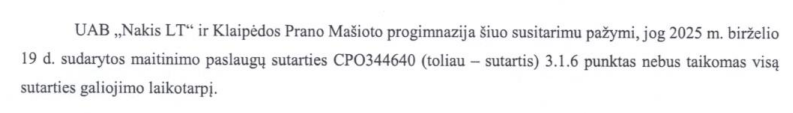 UAB „Nakis LT“ ir Klaipėdos Prano Mašioto progimnazija šiuo susitarimu pažymi, jog 2025 m. birželio
19 d. sudarytos maitinimo paslaugų sutarties CPO344640 (toliau – sutartis) 3.1.6 punktas nebus taikomas visą
sutarties galiojimo laikotarpį.